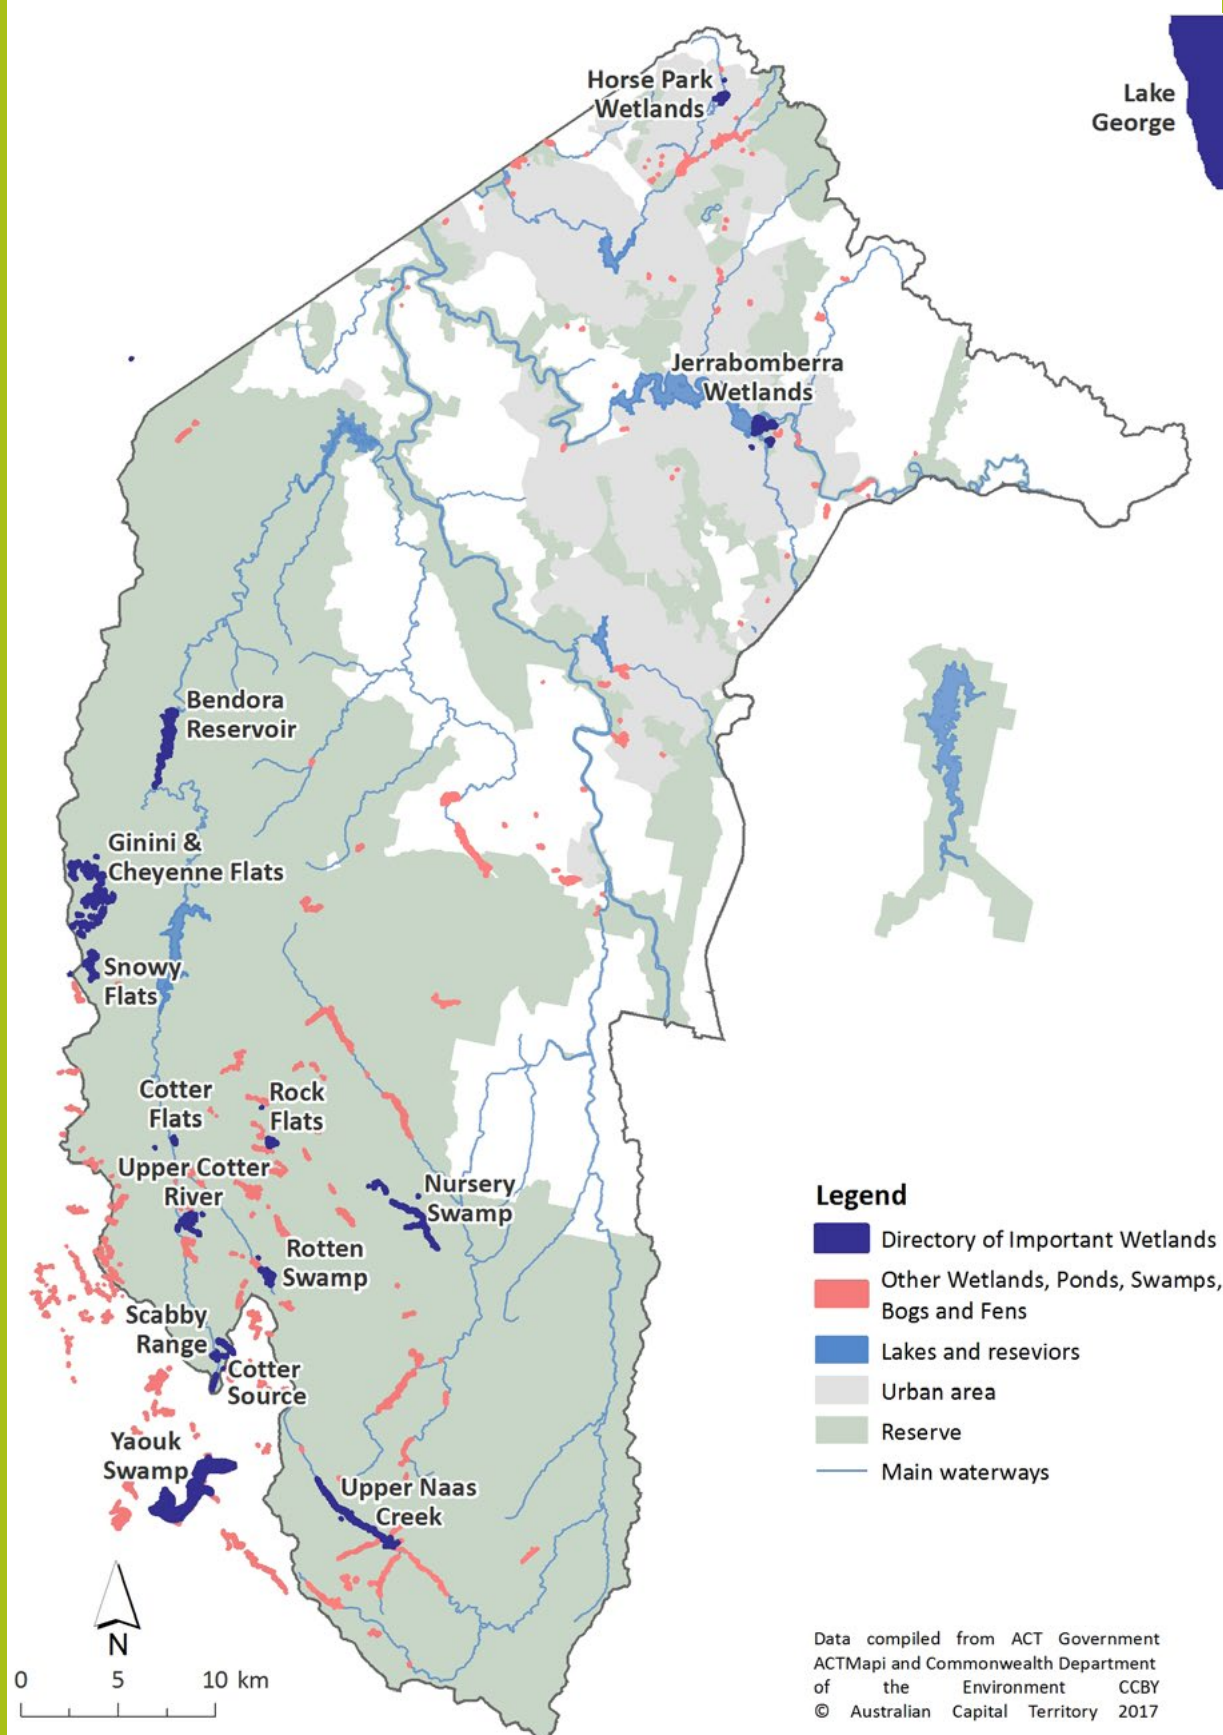 Horse Park
Wetlands
Lake
George
Jerrabomberra
Wetlands
Bendora
Reservoir
Ginini &
Cheyenne Flats
Snowy
Flats
Cotter
Flats
Rock
Flats
Upper Cotter
River
Nursery
Swamp
Rotten
Swamp
Scabby
Range
Cotter
Source
Yaouk
Swamp
Upper Naas
Creek
Legend
Directory of Important Wetlands
Other Wetlands, Ponds, Swamps,
Bogs and Fens
Lakes and reseviors
Urban area
Reserve
Main waterways
N
0 5 10 km
Data compiled from ACT Government
ACTMapi and Commonwealth Department
of the Environment CCBY
© Australian Capital Territory 2017